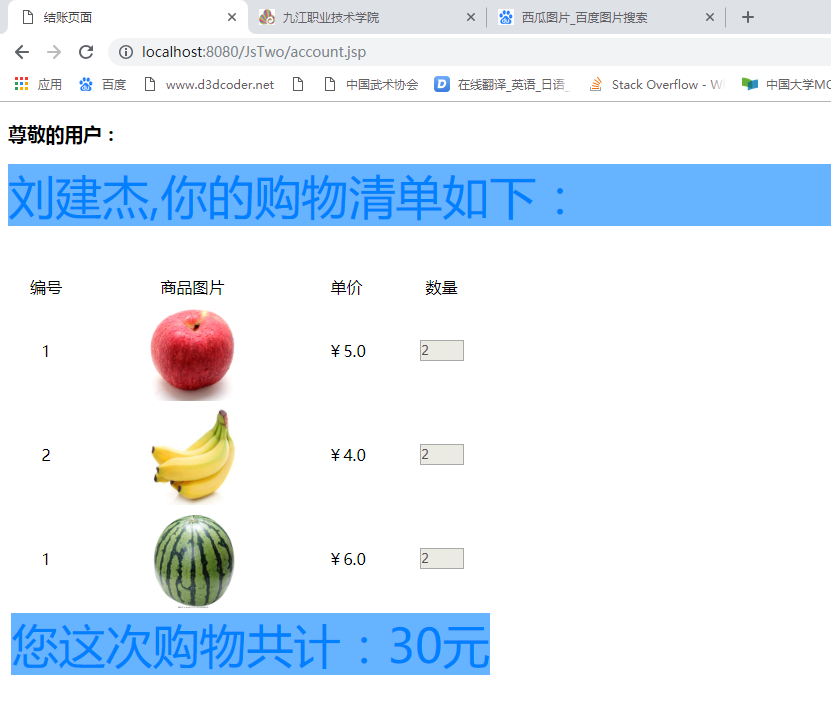 结账页面
九江职业技术学院
西瓜图片_百度图片搜索
localhost:8080/JsTwo/account.jsp
应用
百度
www.d3dcoder.net
中国武术协会
在线翻译_英语_日语_
Stack Overflow - Wh
中国大学MO
尊敬的用户：
刘建杰,你的购物清单如下：
编号 商品图片 单价 数量
1 ￥5.0 2
2 ￥4.0 2
1 ￥6.0 2
您这次购物共计：30元